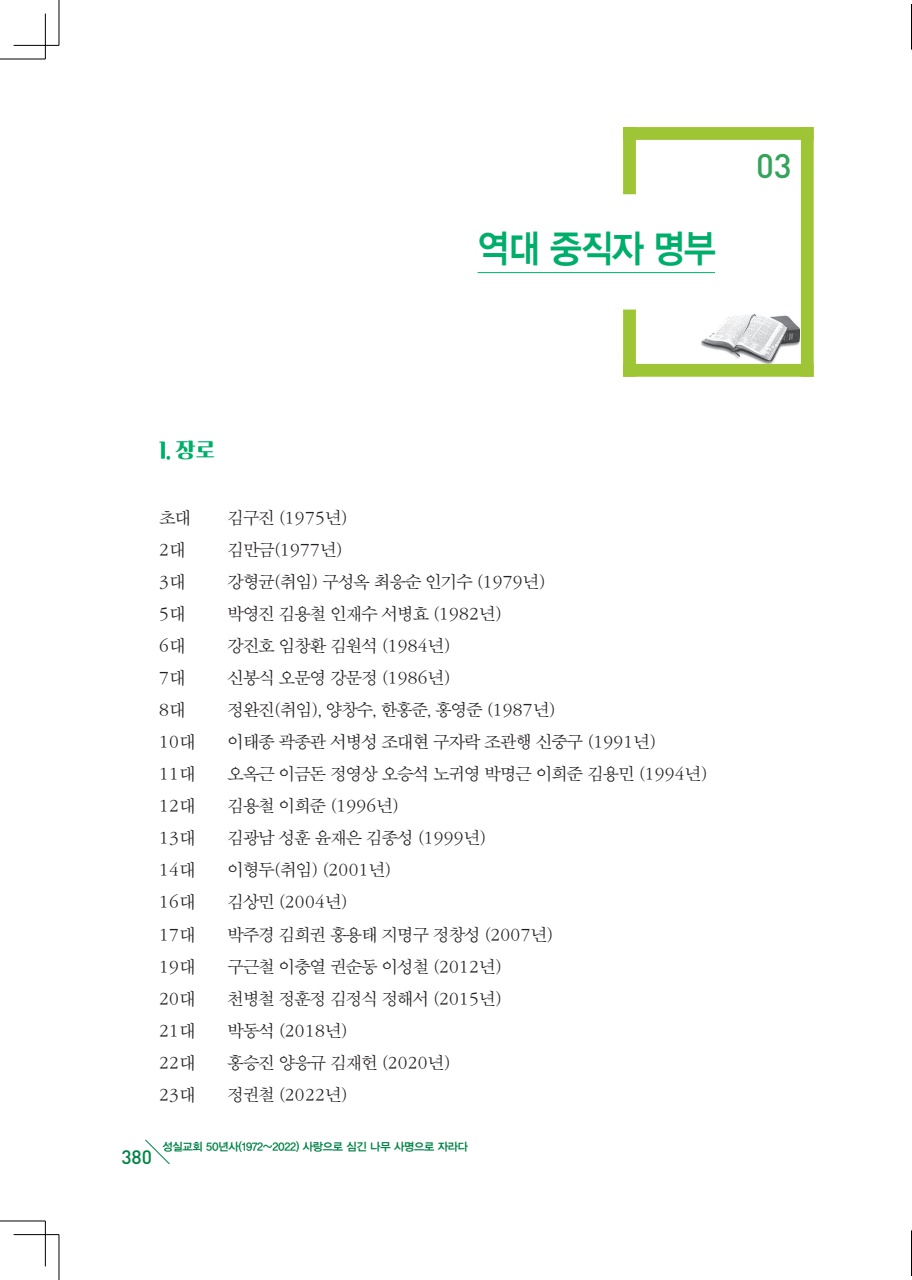 03
역대 중직자 명부
1. 장로
초대 김구진 (1975년)
2대 김만금(1977년)
3대 강형균(취임) 구성옥 최응순 인기수 (1979년)
5대 박영진 김용철 인재수 서병효 (1982년)
6대 강진호 임창환 김원석 (1984년)
7대 신봉식 오문영 강문정 (1986년)
8대 정완진(취임), 양창수, 한홍준, 홍영준 (1987년)
10대 이태종 곽종관 서병성 조대현 구자락 조관행 신중구 (1991년)
11대 오옥근 이금돈 정영상 오승석 노귀영 박명근 이희준 김용민 (1994년)
12대 김용철 이희준 (1996년)
13대 김광남 성훈 윤재은 김종성 (1999년)
14대 이형두(취임) (2001년)
16대 김상민 (2004년)
17대 박주경 김희권 홍용태 지명구 정창성 (2007년)
19대 구근철 이충열 권순동 이성철 (2012년)
20대 천병철 정훈정 김정식 정해서 (2015년)
21대 박동석 (2018년)
22대 홍승진 양응규 김재헌 (2020년)
23대 정권철 (2022년)
380 성실교회 50년사(1972~2022) 사랑으로 심긴 나무 사명으로 자라다